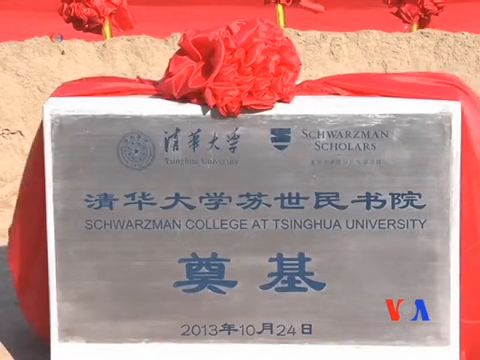 清华大学
Tsinghua University
SCHWARZMAN
SCHOLARS
清华大学苏世民书院
SCHWARZMAN COLLEGE AT TSINGHUA UNIVERSITY
奠基
2013年10月24日
VOA